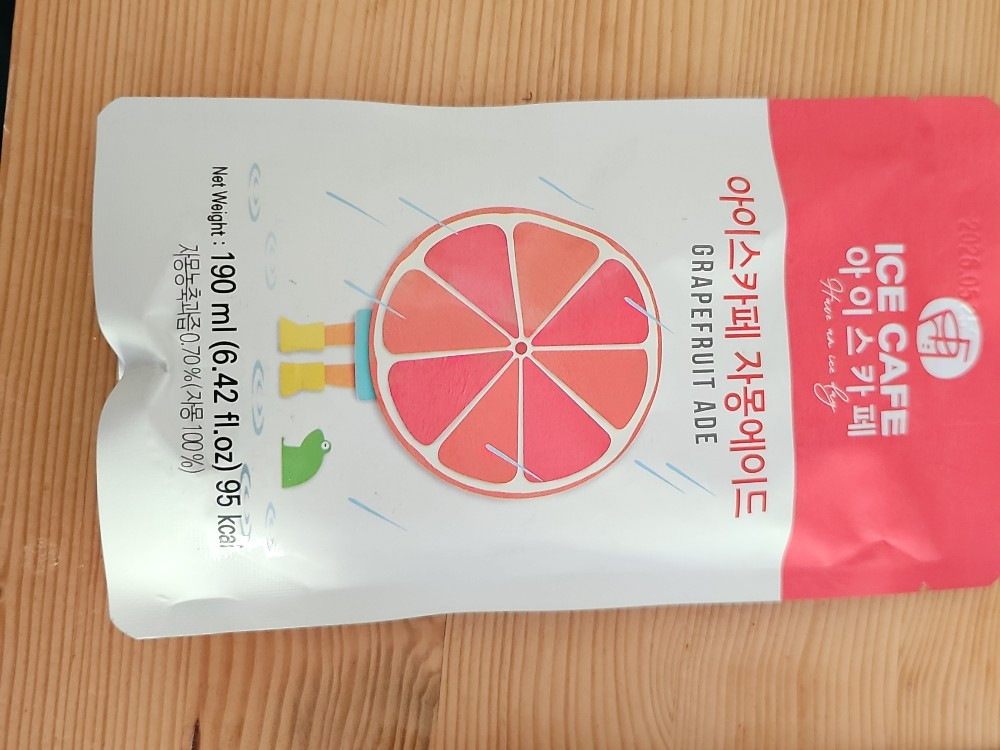 ICE CAFE
아이스카페
아이스카페 자몽에이드
GRAPEFRUIT ADE
Net Weight : 190 ml (6.42 fl.oz) 95 kcal
자몽농축과즙0.70%(자몽100%)